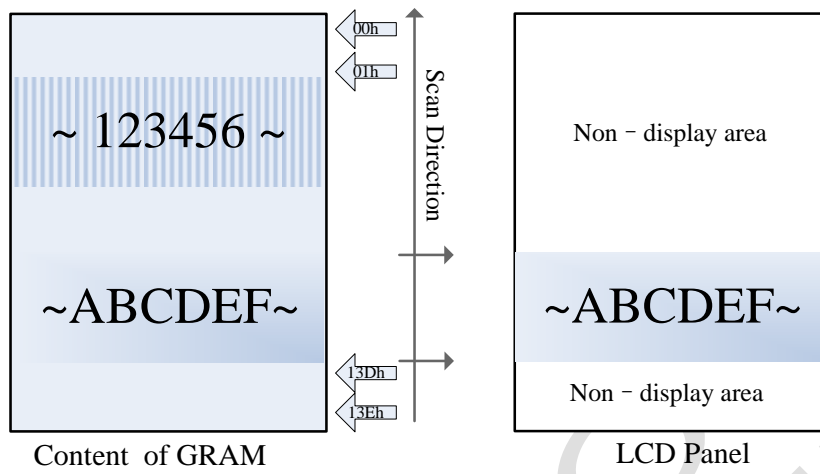 00h
01h
~ 123456 ~
Scan Direction
~ABCDEF~
13Dh
13Eh
Content of GRAM
Non - display area
~ABCDEF~
Non - display area
LCD Panel